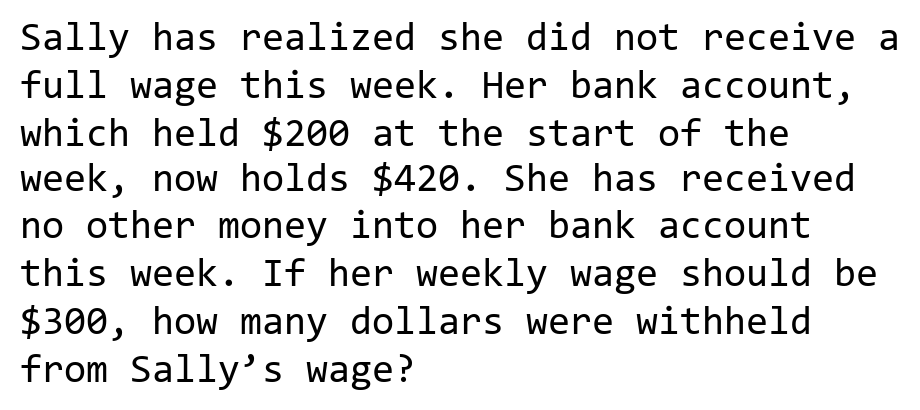 Sally has realized she did not receive a
full wage this week. Her bank account,
which held $200 at the start of the
week, now holds $420. She has received
no other money into her bank account
this week. If her weekly wage should be
$300, how many dollars were withheld
from Sally’s wage?